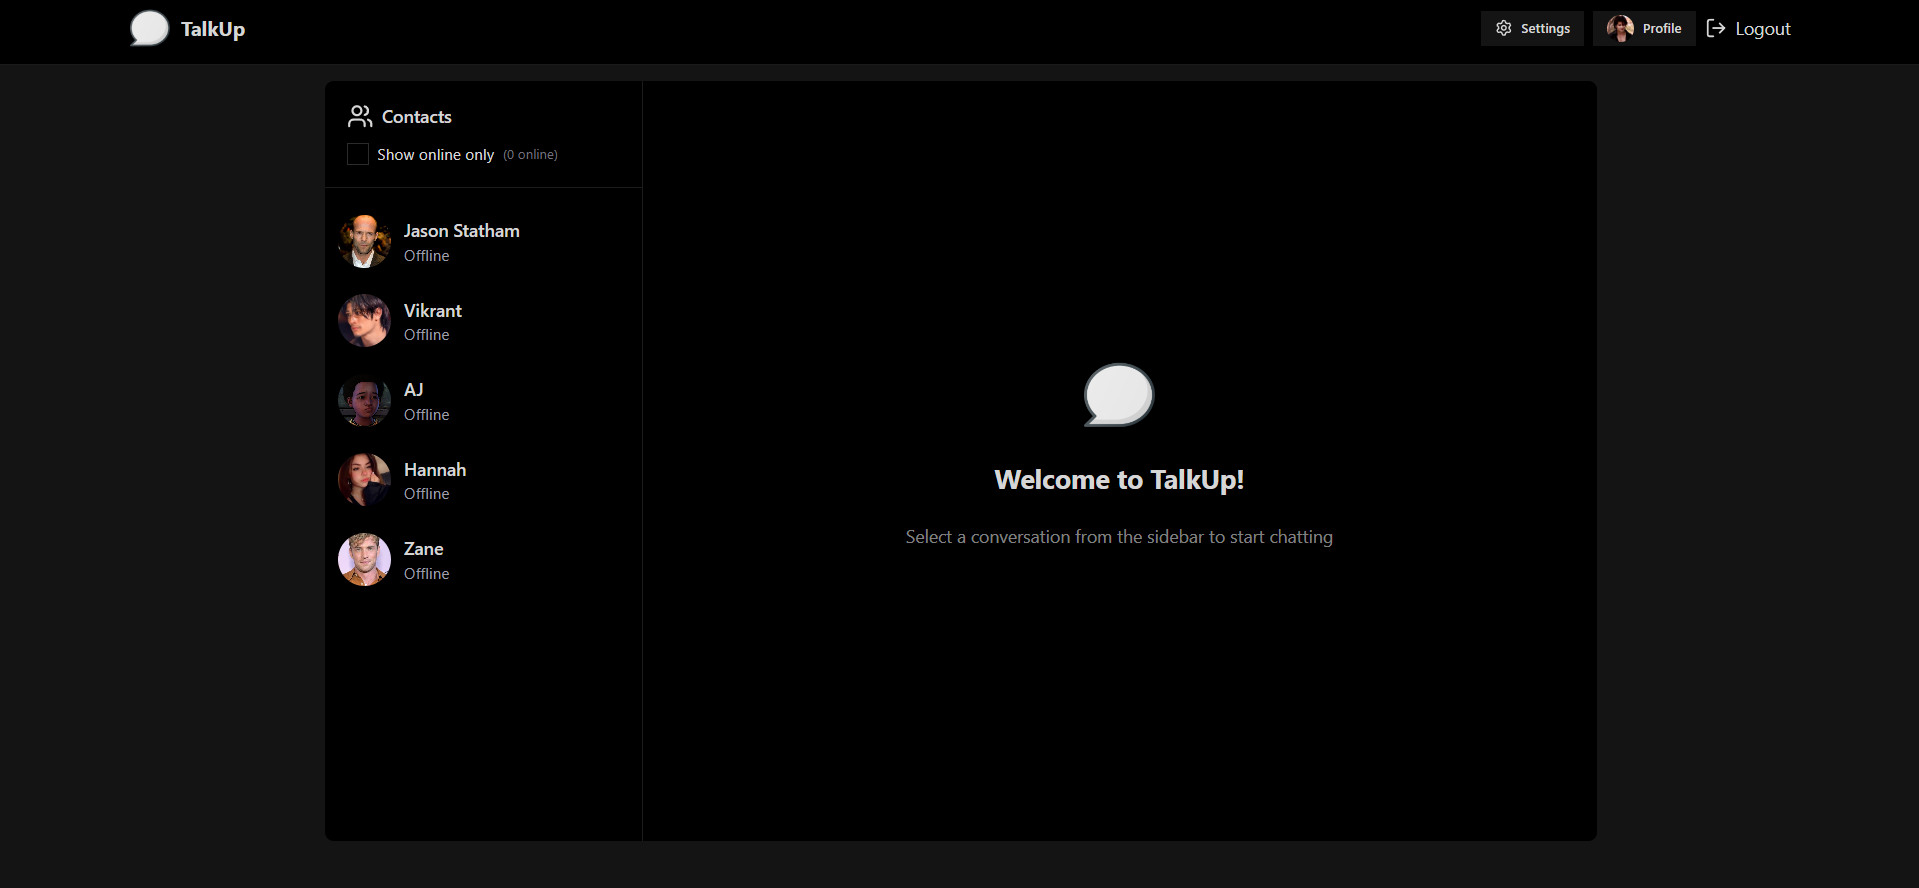 TalkUp
Settings
Profile
Logout
Contacts
Show online only (0 online)
Jason Statham
Offline
Vikrant
Offline
AJ
Offline
Hannah
Offline
Zane
Offline
Welcome to TalkUp!
Select a conversation from the sidebar to start chatting